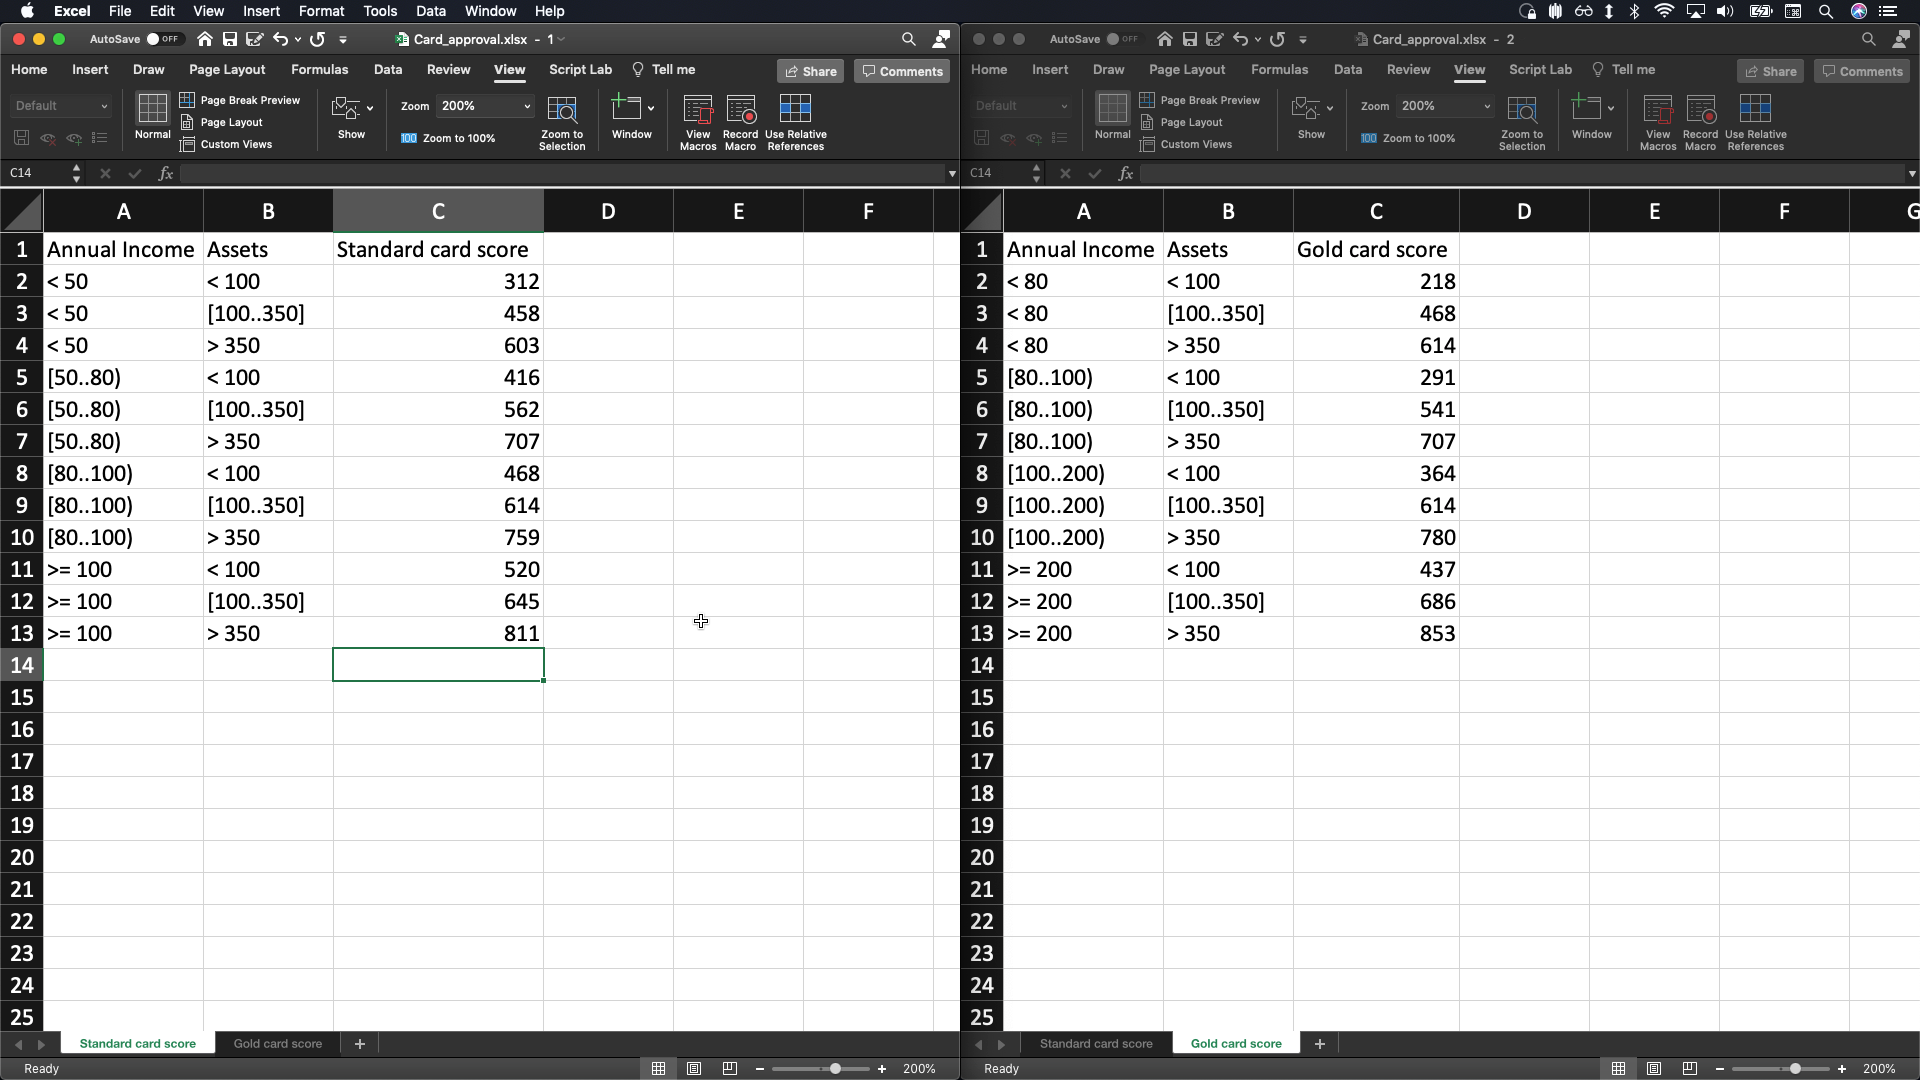 Excel File Edit View Insert Format Tools Data Window Help
AutoSave OFF Card_approval.xlsx - 1
Home Insert Draw Page Layout Formulas Data Review View Script Lab Tell me Share Comments
Default Normal Page Break Preview Page Layout Custom Views Show Zoom 200% 100 Zoom to 100% Zoom to Selection Window View Macros Record Macro Use Relative References
C14 fx
A B C D E F
1 Annual Income Assets Standard card score
2 < 50 < 100 312
3 < 50 [100..350] 458
4 < 50 > 350 603
5 [50..80) < 100 416
6 [50..80) [100..350] 562
7 [50..80) > 350 707
8 [80..100) < 100 468
9 [80..100) [100..350] 614
10 [80..100) > 350 759
11 >= 100 < 100 520
12 >= 100 [100..350] 645
13 >= 100 > 350 811
14
15
16
17
18
19
20
21
22
23
24
25
Standard card score Gold card score +
Ready 200%
AutoSave OFF Card_approval.xlsx - 2
Home Insert Draw Page Layout Formulas Data Review View Script Lab Tell me Share Comments
Default Normal Page Break Preview Page Layout Custom Views Show Zoom 200% 100 Zoom to 100% Zoom to Selection Window View Macros Record Macro Use Relative References
C14 fx
A B C D E F G
1 Annual Income Assets Gold card score
2 < 80 < 100 218
3 < 80 [100..350] 468
4 < 80 > 350 614
5 [80..100) < 100 291
6 [80..100) [100..350] 541
7 [80..100) > 350 707
8 [100..200) < 100 364
9 [100..200) [100..350] 614
10 [100..200) > 350 780
11 >= 200 < 100 437
12 >= 200 [100..350] 686
13 >= 200 > 350 853
14
15
16
17
18
19
20
21
22
23
24
25
Standard card score Gold card score +
Ready 200%